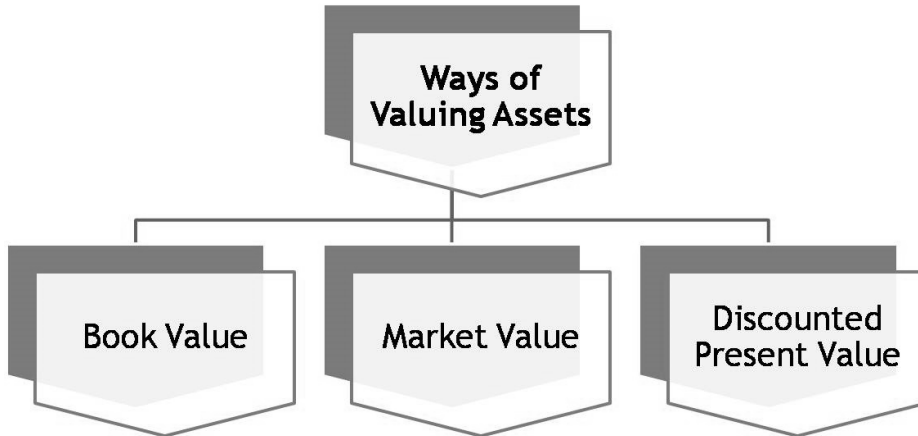 Ways of
Valuing Assets
Book Value
Market Value
Discounted
Present Value